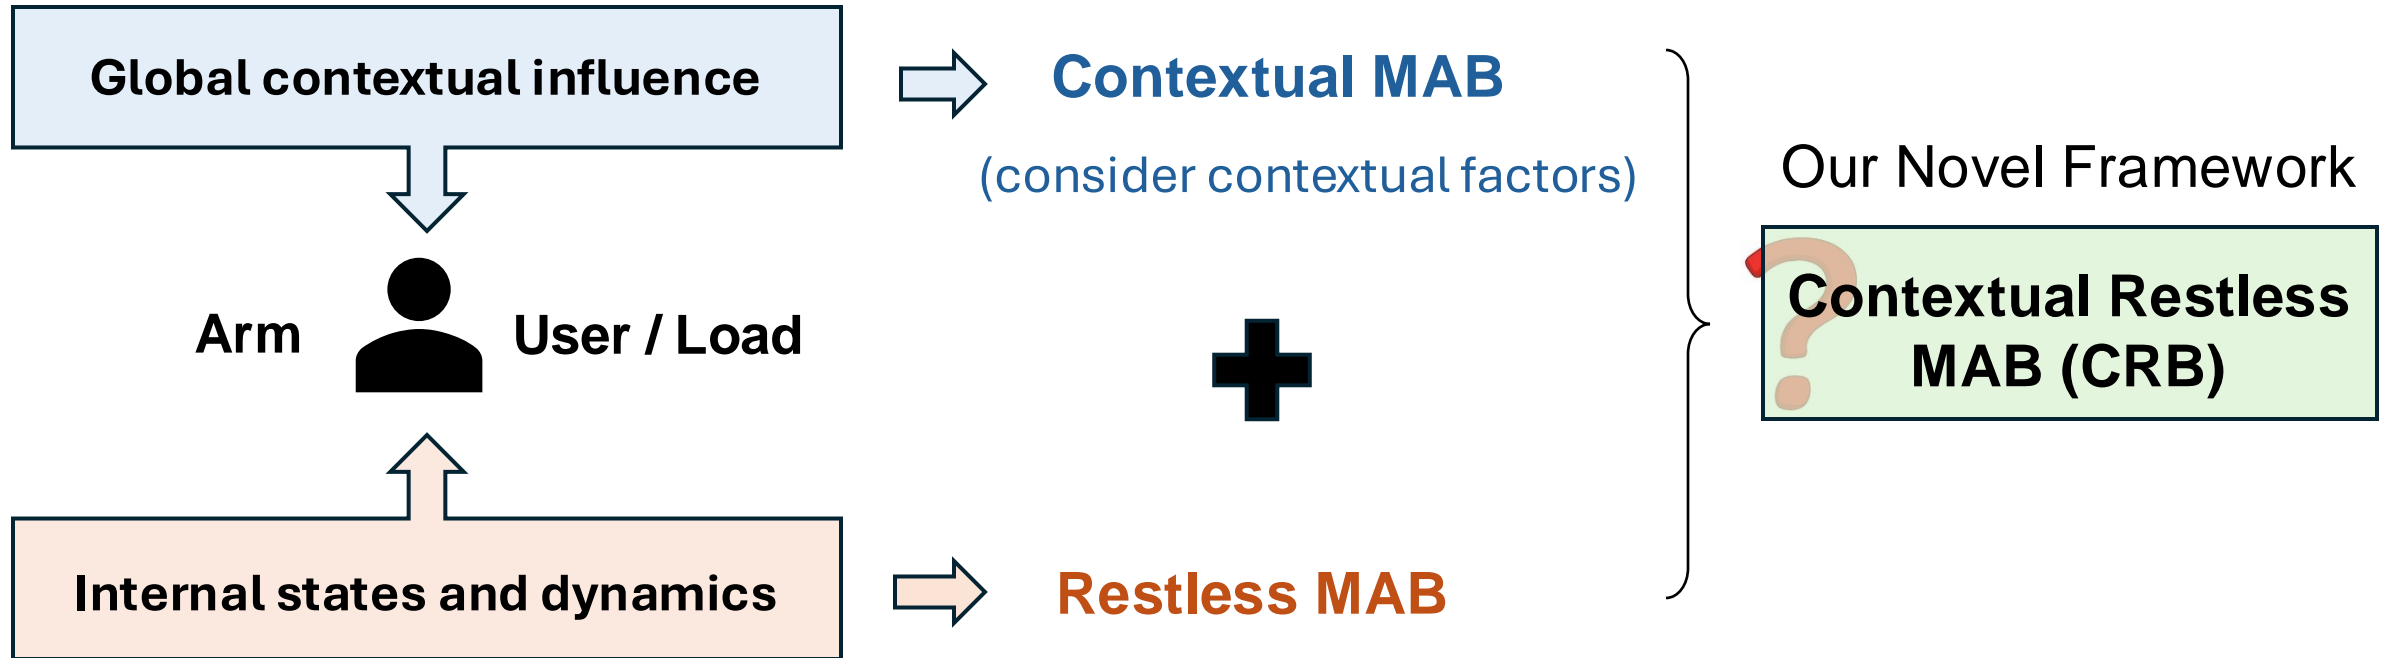 Global contextual influence
Contextual MAB
(consider contextual factors)
Arm
User / Load
Internal states and dynamics
Restless MAB
Our Novel Framework
?
Contextual Restless
MAB (CRB)